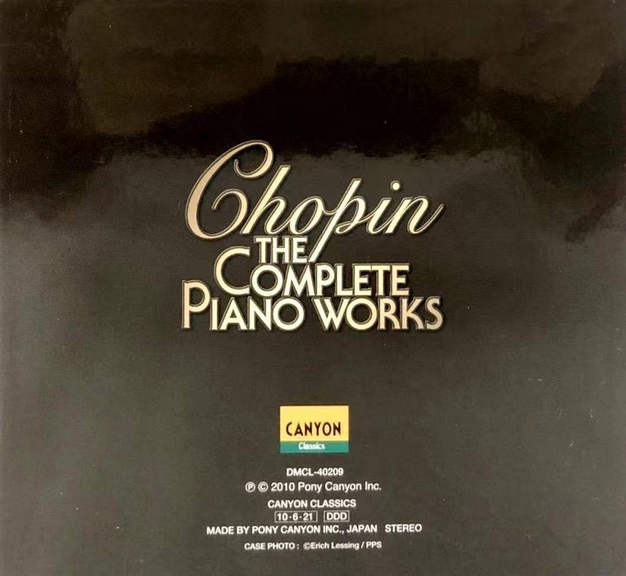 Chopin
THE
COMPLETE
PIANO WORKS
CANYON
Classics
DMCL-40209
Ⓟ © 2010 Pony Canyon Inc.
CANYON CLASSICS
10・6・21 DDD
MADE BY PONY CANYON INC., JAPAN STEREO
CASE PHOTO : ©Erich Lessing / PPS